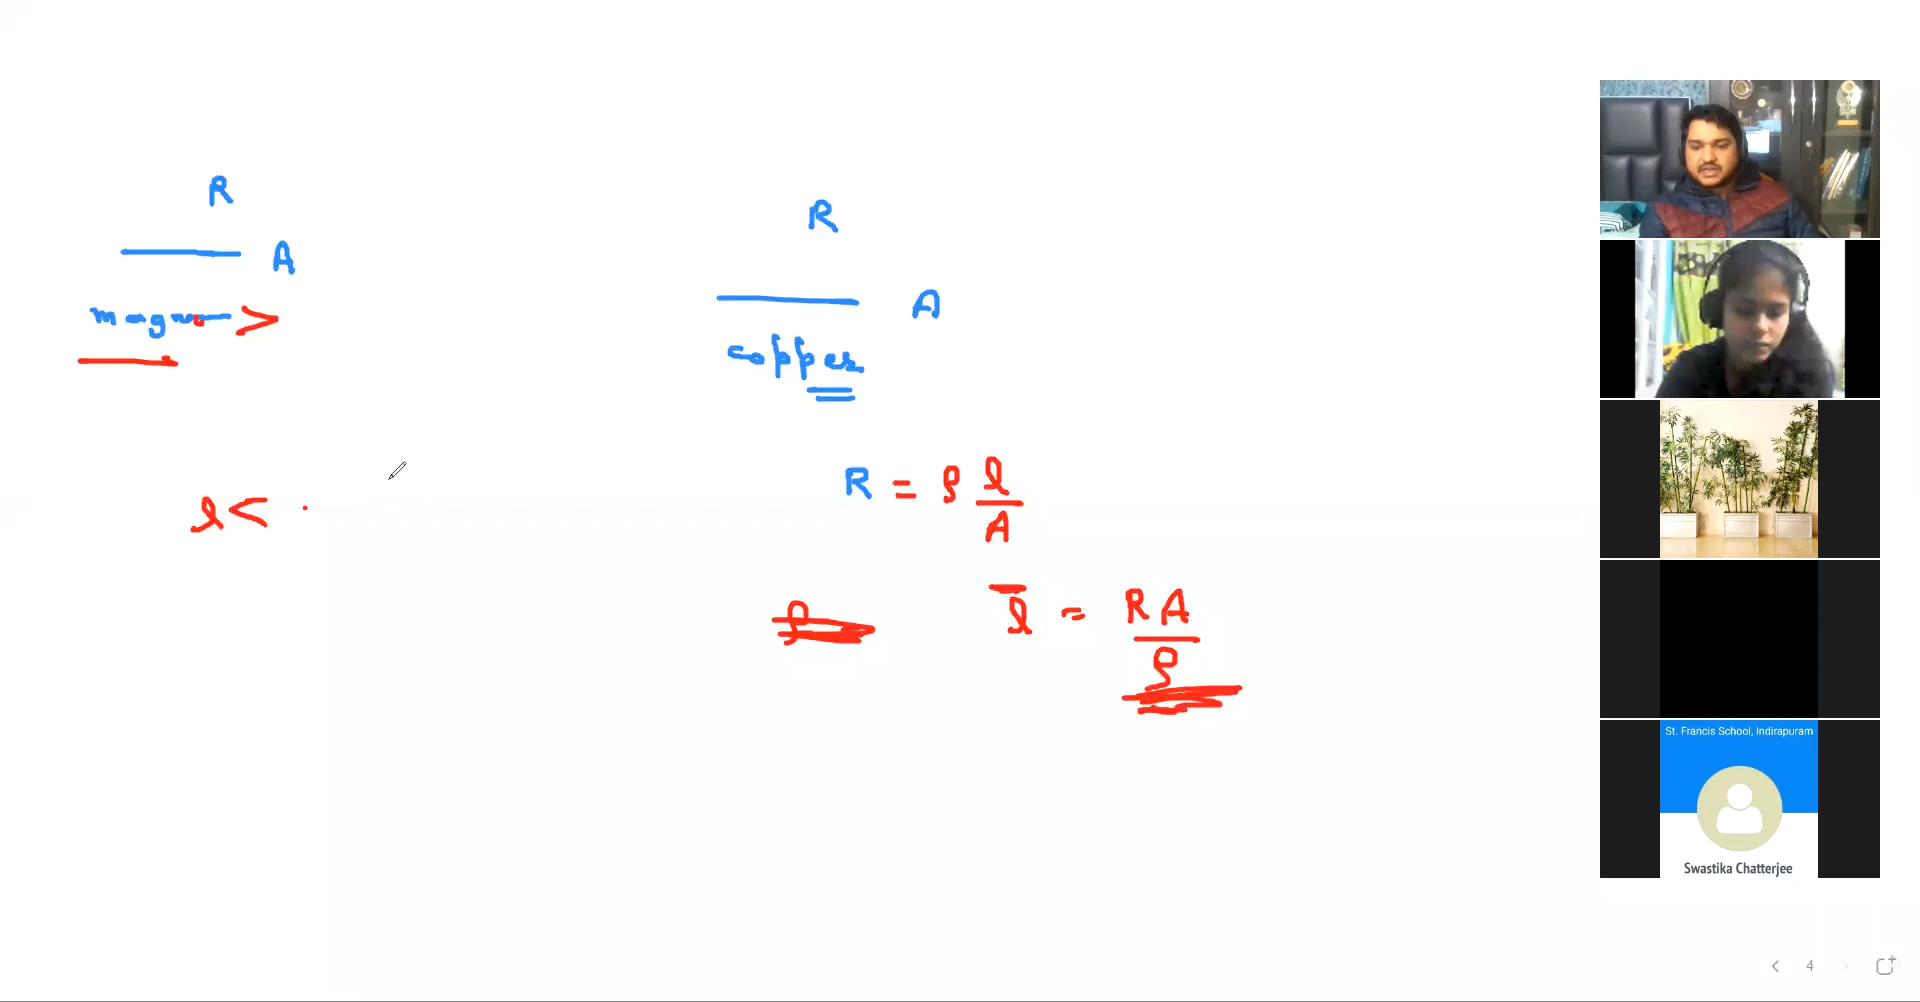 R
A
>
l <
R
A
copper
R = ρ l/A
ρ
l = RA/ρ
St. Francis School, Indirapuram
Swastika Chatterjee
4